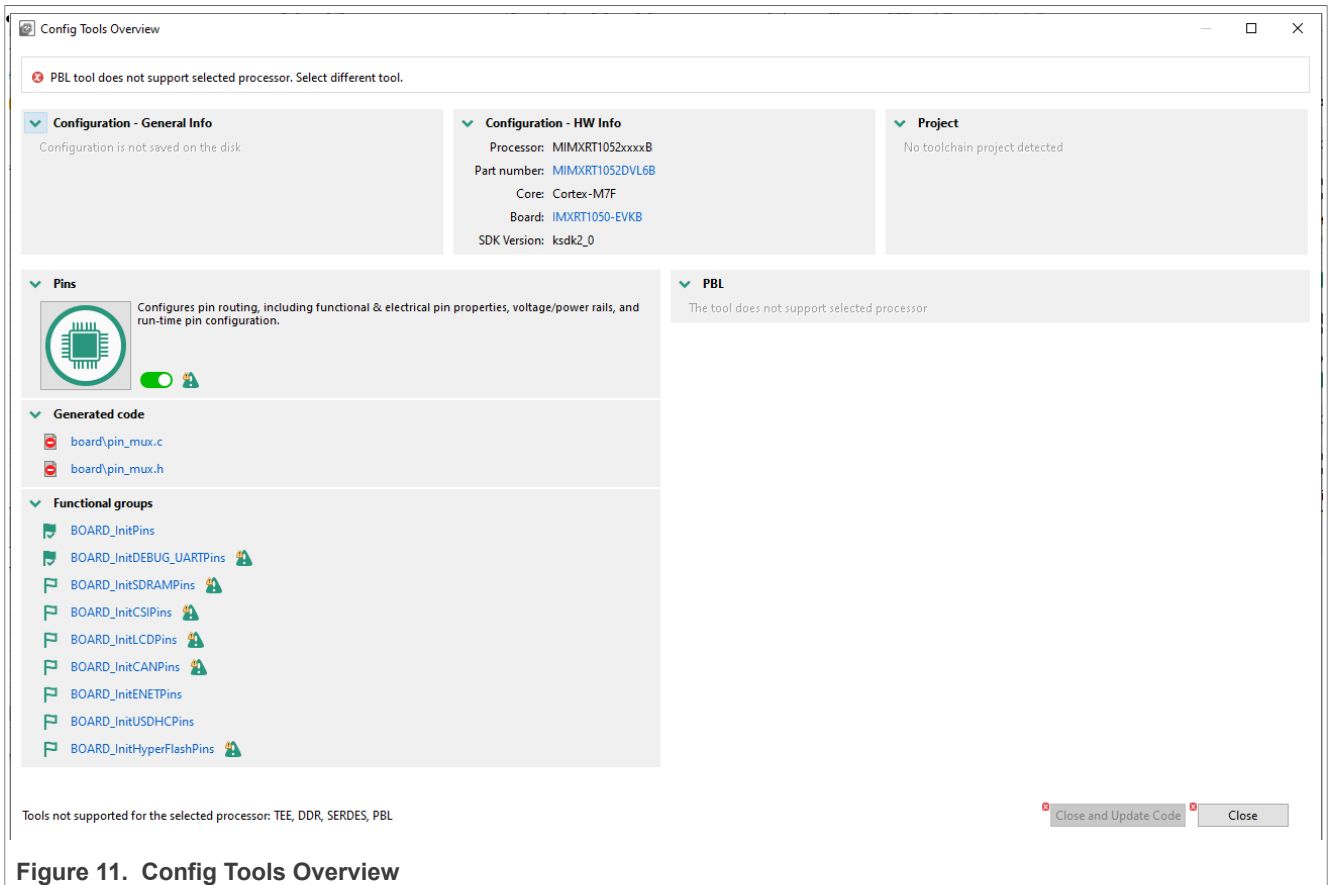 Config Tools Overview
PBL tool does not support selected processor. Select different tool.
Configuration - General Info
Configuration is not saved on the disk
Configuration - HW Info
Processor: MIMXRT1052xxxxB
Part number: MIMXRT1052DVL6B
Core: Cortex-M7F
Board: IMXRT1050-EVKB
SDK Version: ksdk2_0
Project
No toolchain project detected
Pins
Configures pin routing, including functional & electrical pin properties, voltage/power rails, and
run-time pin configuration.
Generated code
board\pin_mux.c
board\pin_mux.h
Functional groups
BOARD_InitPins
BOARD_InitDEBUG_UARTPins
BOARD_InitSDRAMPins
BOARD_InitCSIPins
BOARD_InitLCDPins
BOARD_InitCANPins
BOARD_InitENETPins
BOARD_InitUSDHCPins
BOARD_InitHyperFlashPins
PBL
The tool does not support selected processor
Tools not supported for the selected processor: TEE, DDR, SERDES, PBL
Close and Update Code
Close
Figure 11. Config Tools Overview